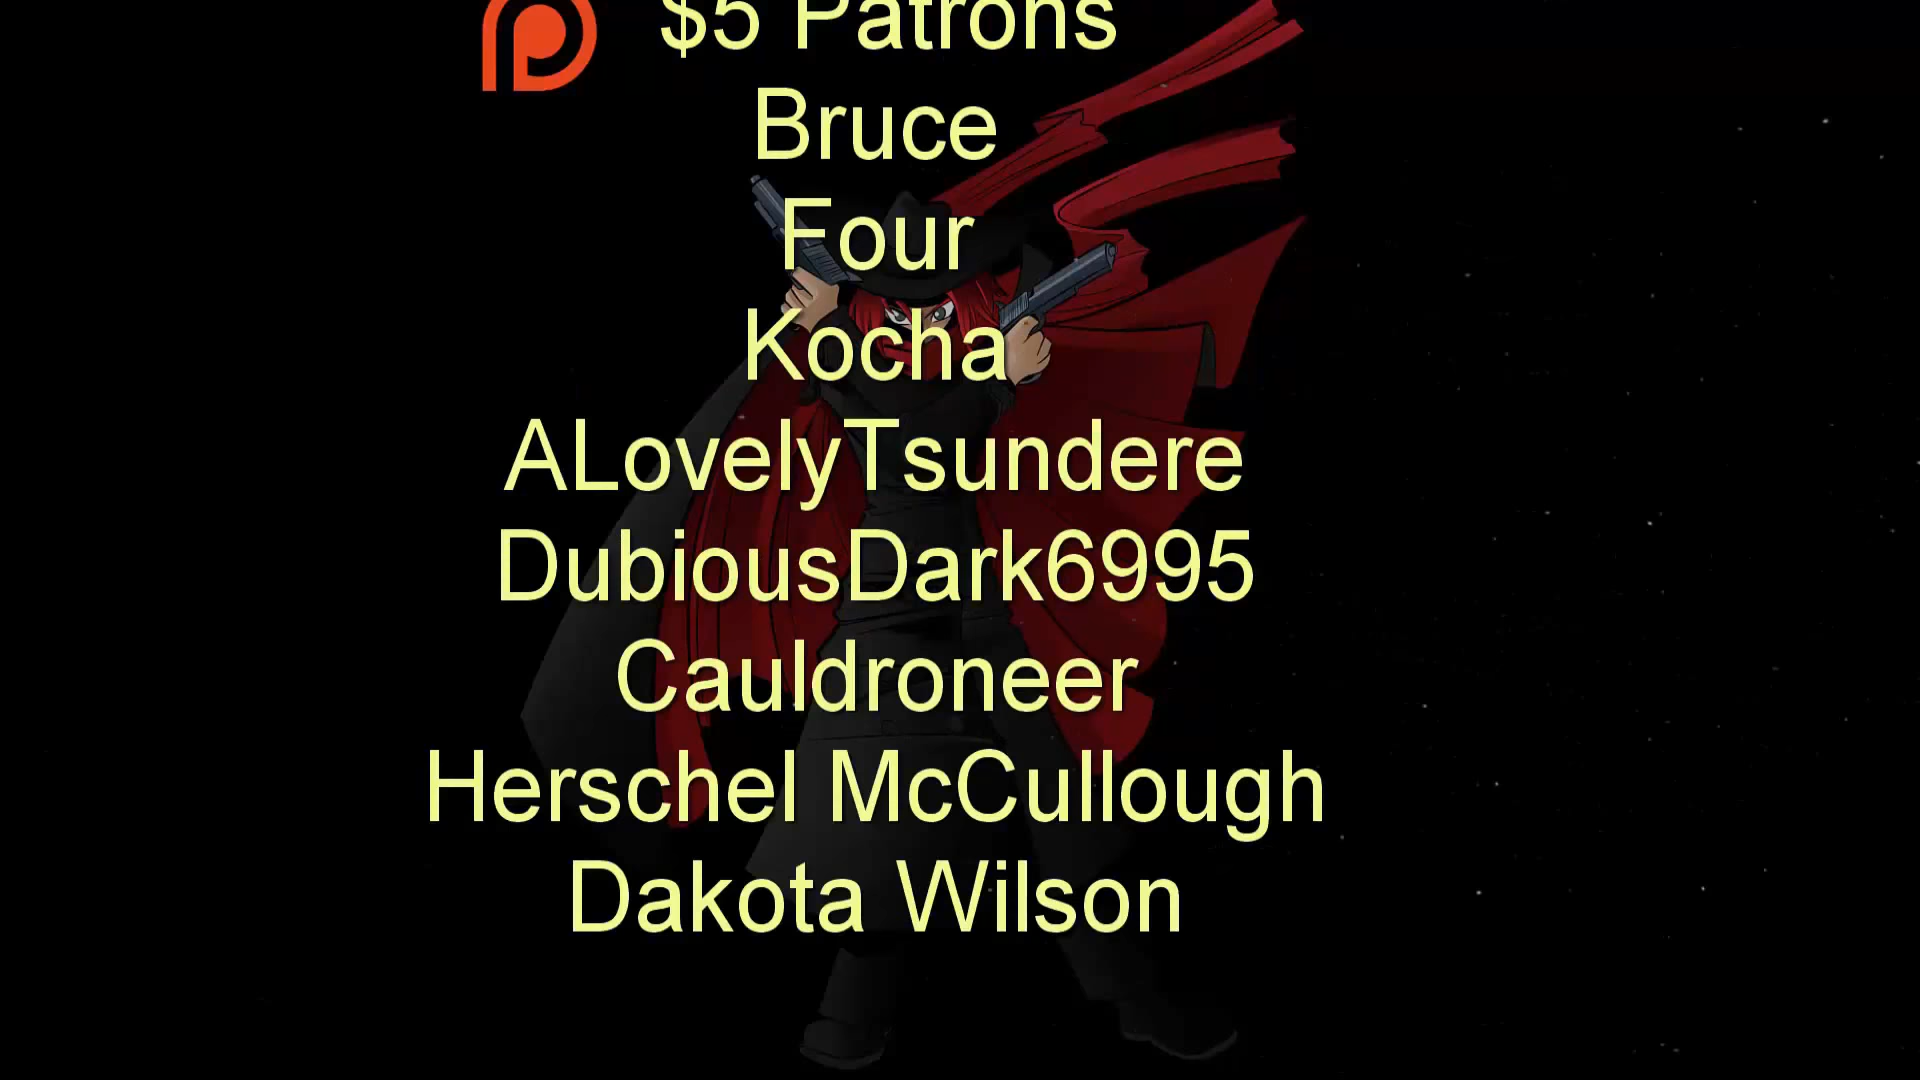 $5 Patrons
Bruce
Four
Kocha
ALovelyTsundere
DubiousDark6995
Cauldroneer
Herschel McCullough
Dakota Wilson